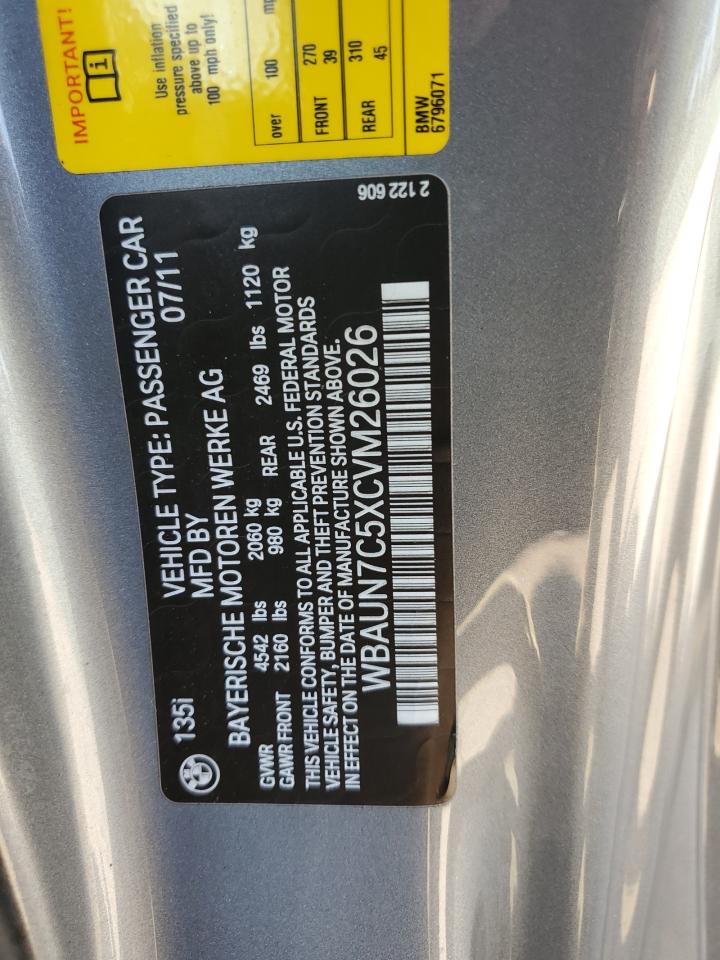 135i
VEHICLE TYPE: PASSENGER CAR
MFD BY 07/11
BAYERISCHE MOTOREN WERKE AG
GVWR 4542 lbs 2060 kg
GAWR FRONT 2160 lbs 980 kg REAR 2469 lbs 1120 kg
THIS VEHICLE CONFORMS TO ALL APPLICABLE U.S. FEDERAL MOTOR
VEHICLE SAFETY, BUMPER AND THEFT PREVENTION STANDARDS
IN EFFECT ON THE DATE OF MANUFACTURE SHOWN ABOVE.
WBAUN7C5XCVM26026
2 122 606
IMPORTANT!
Use inflation
pressure specified
above up to
100 mph only!
over 100
FRONT 270
39
REAR 310
45
BMW
6796071